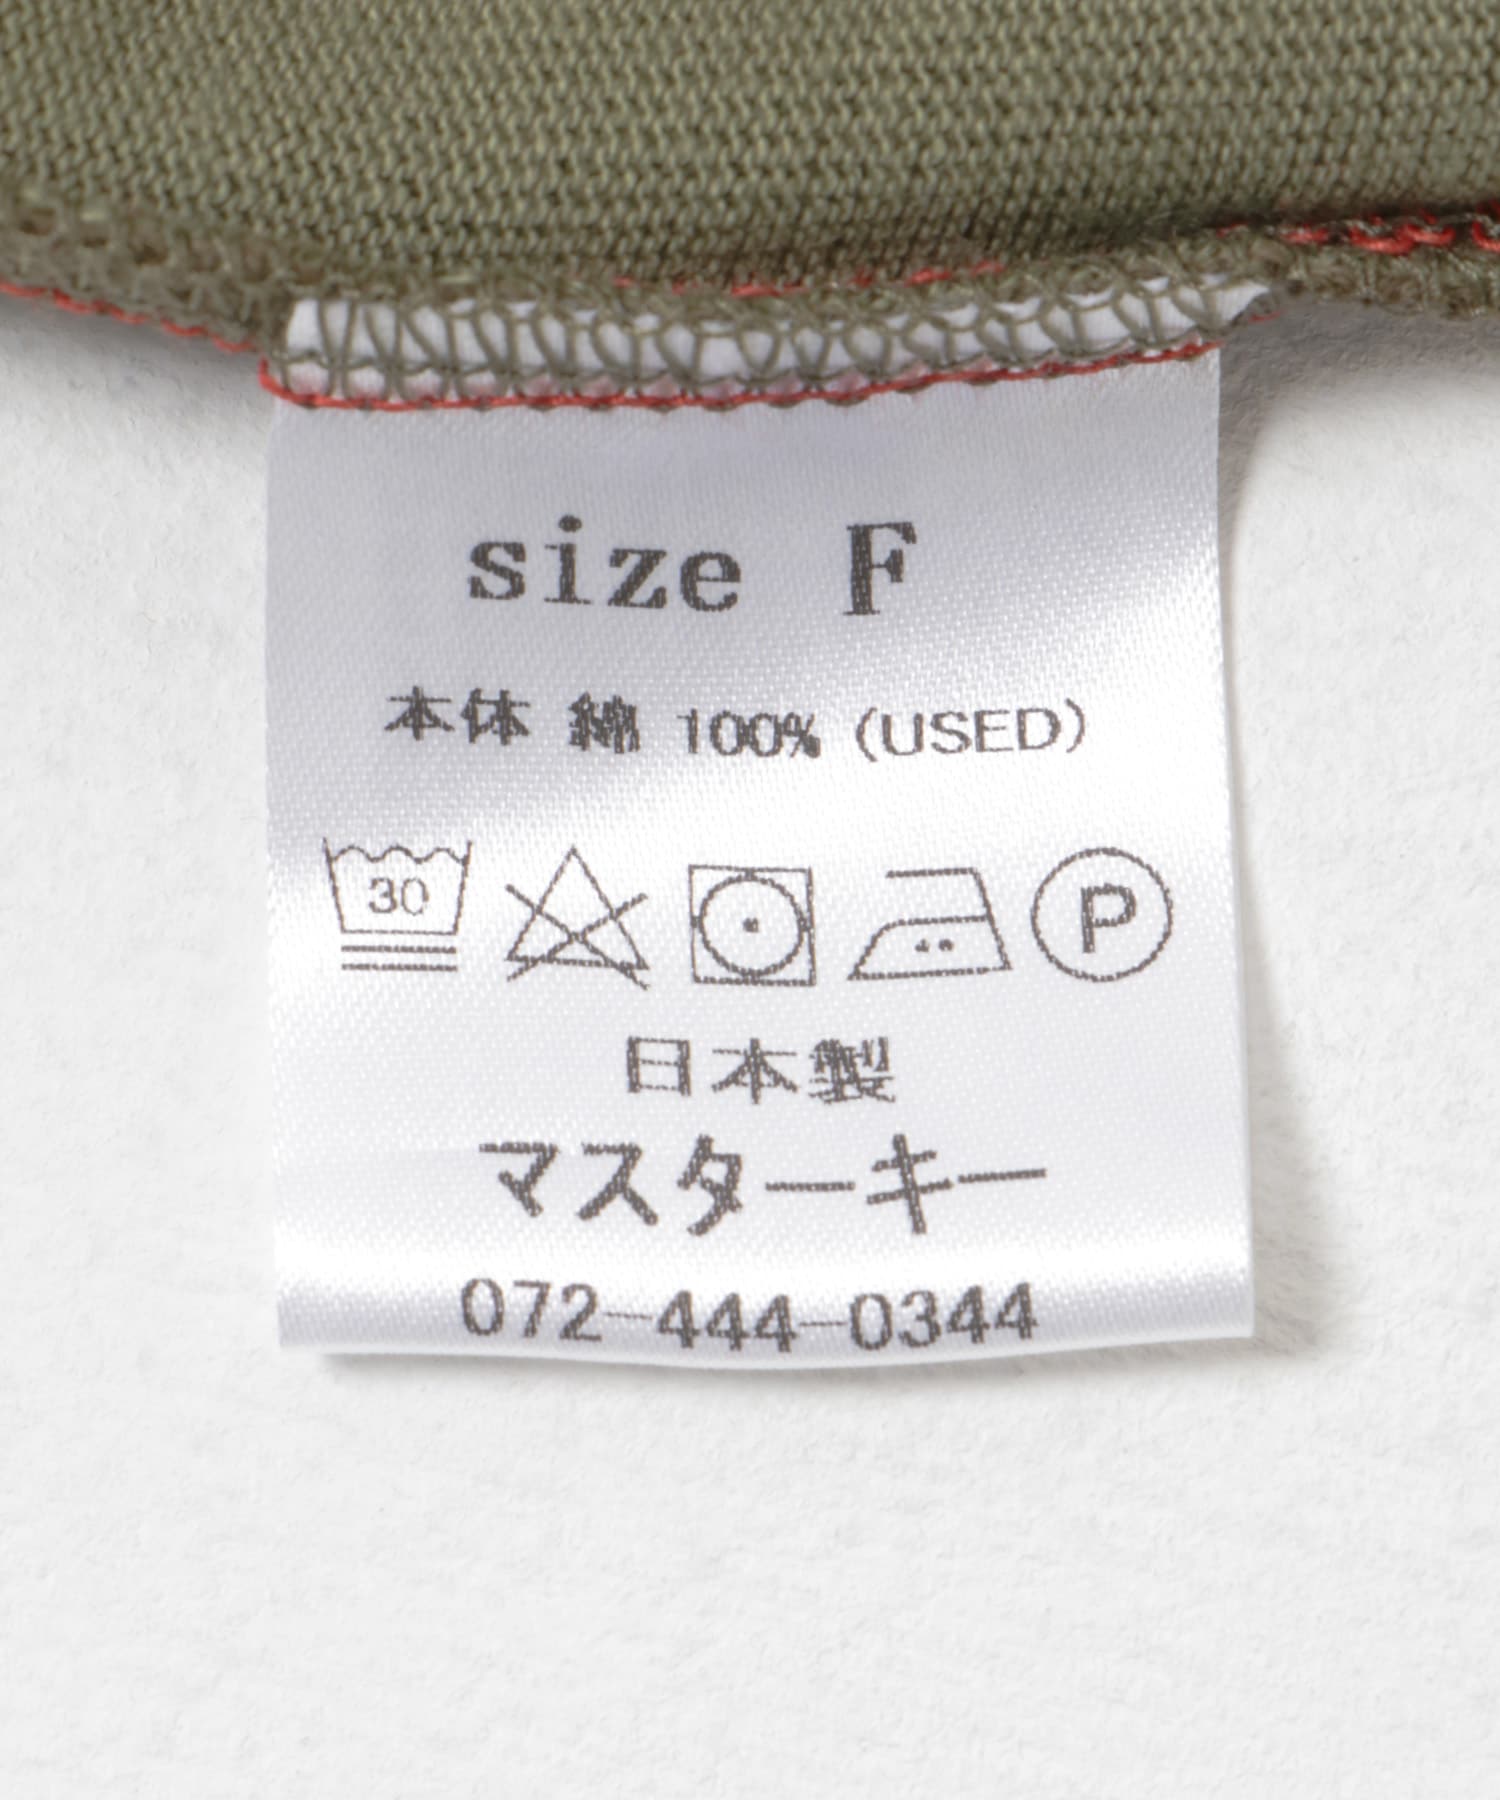 size F
本体 綿 100% (USED)
30 P
日本製
マスターキー
072-444-0344